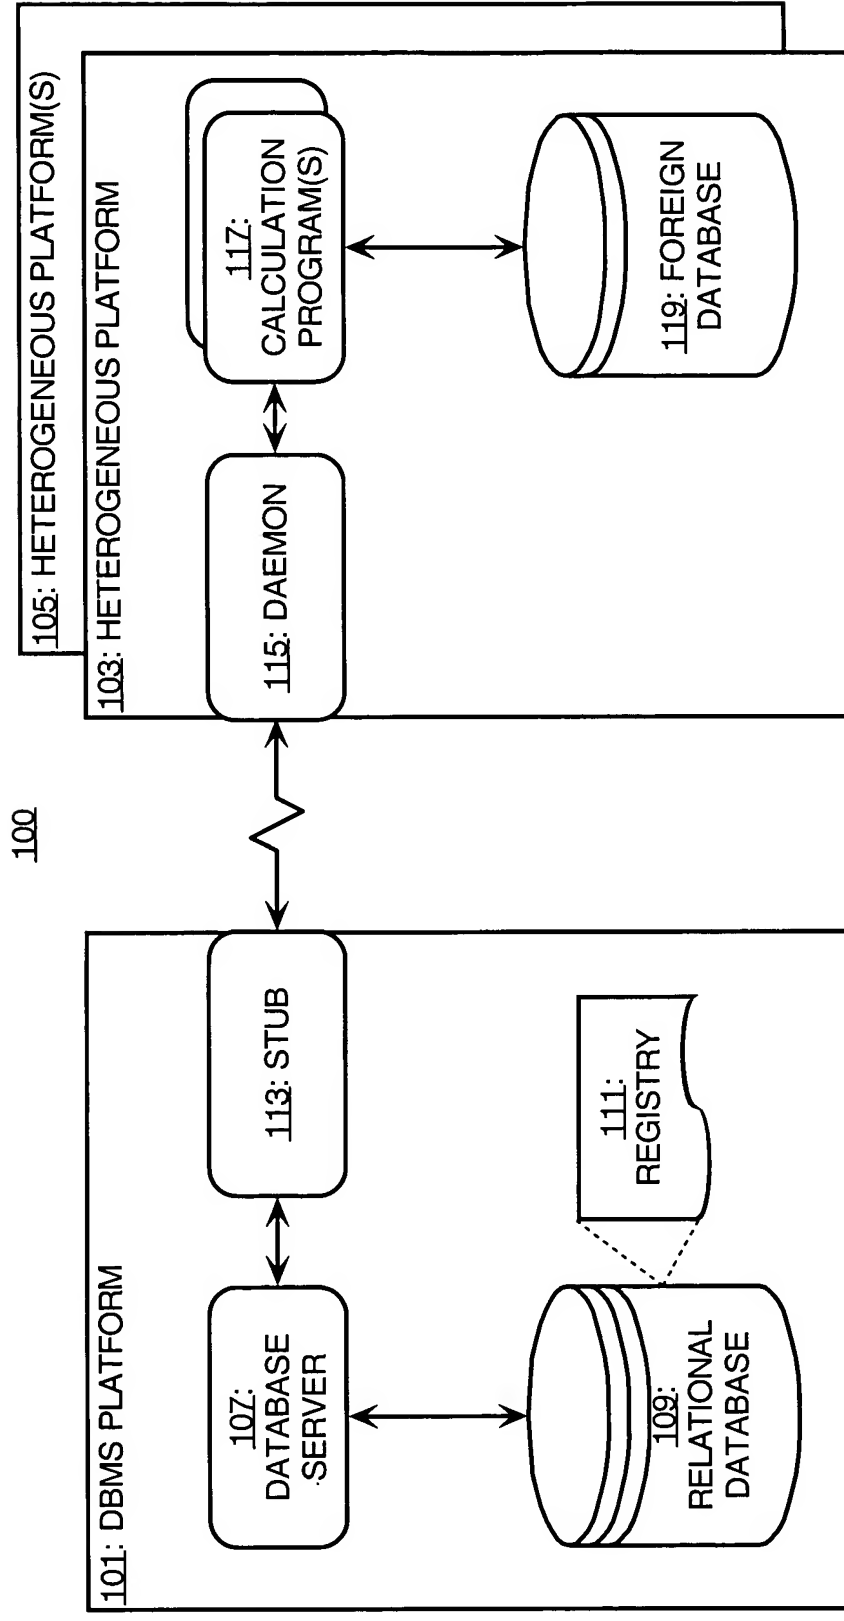 100
101: DBMS PLATFORM
107:
DATABASE
SERVER
113: STUB
109:
RELATIONAL
DATABASE
111:
REGISTRY
105: HETEROGENEOUS PLATFORM(S)
103: HETEROGENEOUS PLATFORM
115: DAEMON
117:
CALCULATION
PROGRAM(S)
119: FOREIGN
DATABASE